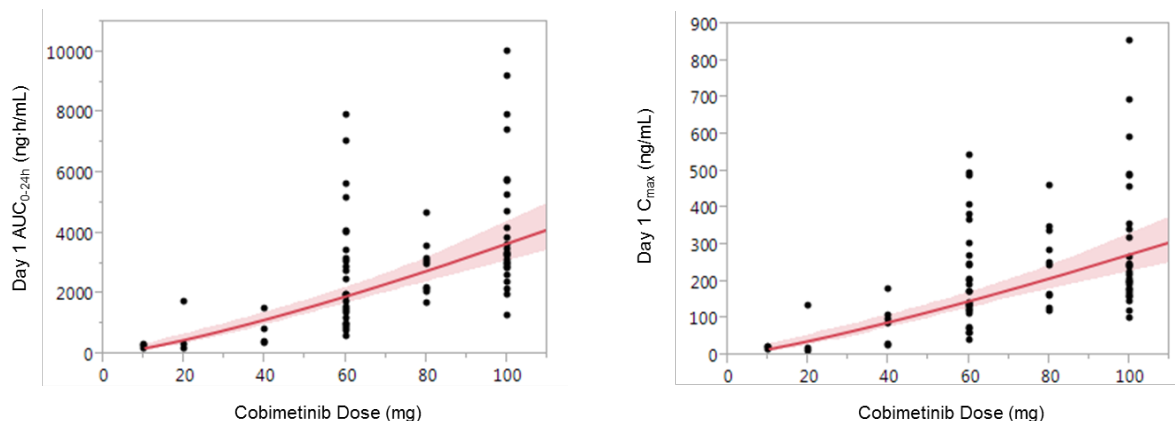 Day 1 AUC0-24h (ng·h/mL)
10000
8000
6000
4000
2000
0
0 20 40 60 80 100
Cobimetinib Dose (mg)
Day 1 Cmax (ng/mL)
900
800
700
600
500
400
300
200
100
0
0 20 40 60 80 100
Cobimetinib Dose (mg)